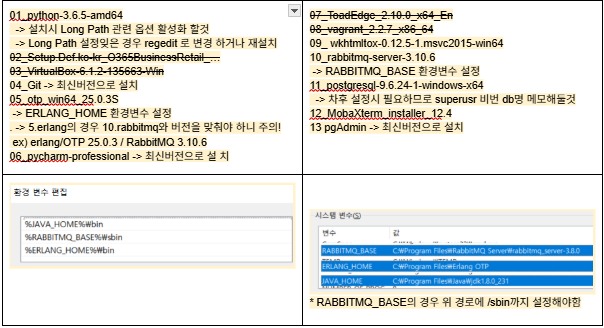 01_python-3.6.5-amd64
-> 설치시 Long Path 관련 옵션 활성화 할것
-> Long Path 설정잊은 경우 regedit 로 변경 하거나 재설치
02_Setup.Def.ko-kr_O365BusinessRetail_…
03_VirtualBox-6.1.2-135663-Win
04_Git -> 최신버전으로 설치
05_otp_win64_25.0.3S
-> ERLANG_HOME 환경변수 설정
. -> 5.erlang의 경우 10.rabbitmq와 버전을 맞춰야 하니 주의!
ex) erlang/OTP 25.0.3 / RabbitMQ 3.10.6
06_pycharm-professional -> 최신버전으로 설 치
07_ToadEdge_2.10.0_x64_En
08_vagrant_2.2.7_x86_64
09_ wkhtmltox-0.12.5-1.msvc2015-win64
10_rabbitmq-server-3.10.6
-> RABBITMQ_BASE 환경변수 설정
11_postgresql-9.6.24-1-windows-x64
-> 차후 설정시 필요하므로 superusr 비번 db명 메모해둘것
12_MobaXterm_installer_12.4
13 pgAdmin -> 최신버전으로 설치
환경 변수 편집
%JAVA_HOME%₩bin
%RABBITMQ_BASE%₩sbin
%ERLANG_HOME%₩bin
시스템 변수(S)
변수 값
RABBITMQ_BASE C:₩Program Files₩RabbitMQ Server₩rabbitmq_server-3.8.0
ERLANG_HOME C:₩Program Files₩Erlang OTP
JAVA_HOME C:₩Program Files₩Java₩jdk1.8.0_231
* RABBITMQ_BASE의 경우 위 경로에 /sbin까지 설정해야함